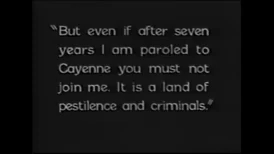 "But even if after seven
years I am paroled to
Cayenne you must not
join me. It is a land of
pestilence and criminals."